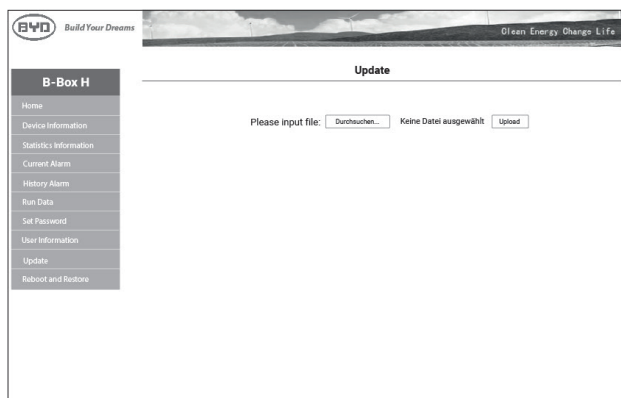 BYD Build Your Dreams
Clean Energy Change Life
Update
B-Box H
Home
Device Information
Statistics Information
Current Alarm
History Alarm
Run Data
Set Password
User Information
Update
Reboot and Restore
Please input file: Durchsuchen... Keine Datei ausgewählt Upload